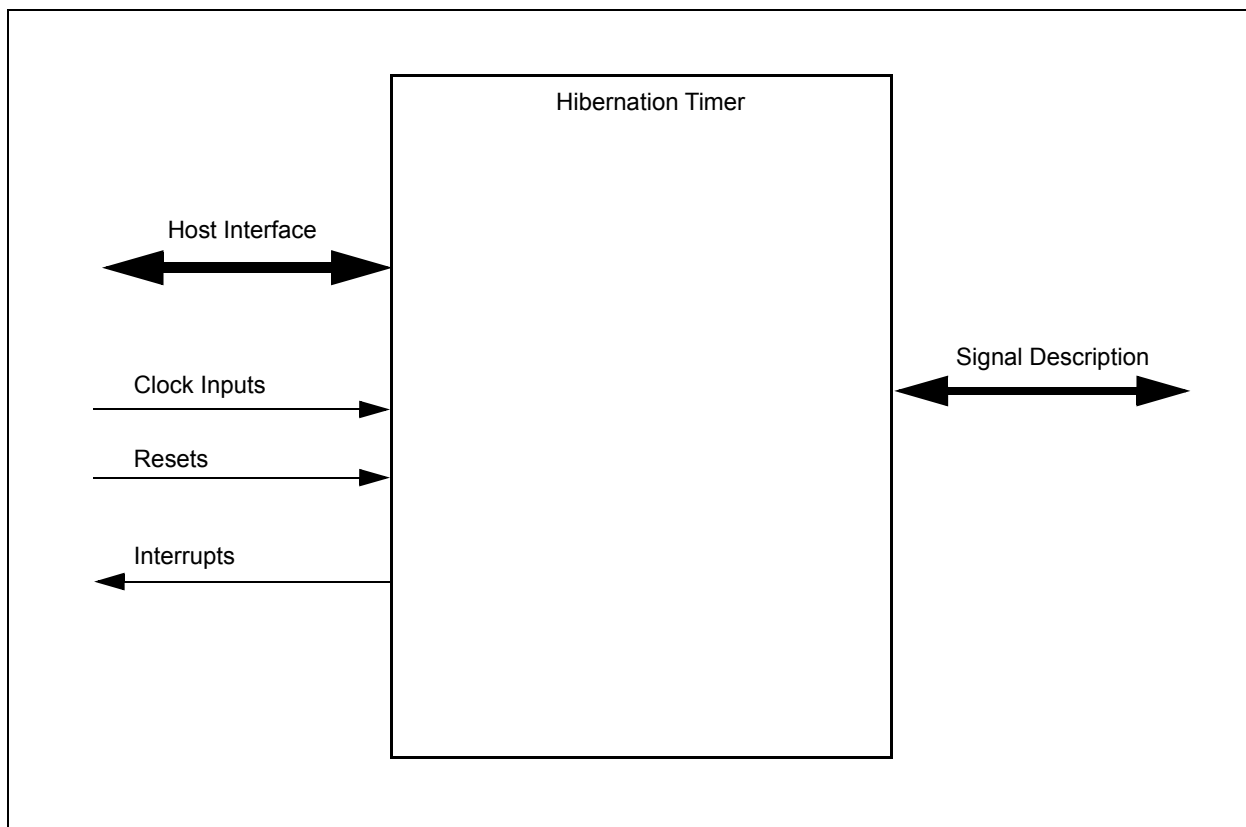 Hibernation Timer
Host Interface
Signal Description
Clock Inputs
Resets
Interrupts